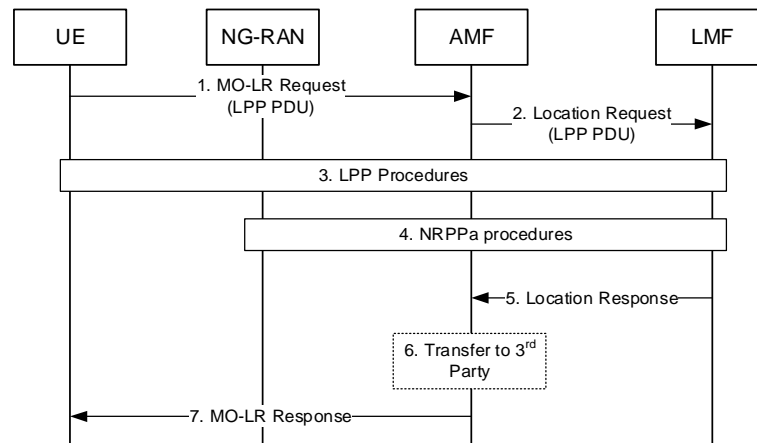 UE
NG-RAN
AMF
LMF
1. MO-LR Request
(LPP PDU)
2. Location Request
(LPP PDU)
3. LPP Procedures
4. NRPPa procedures
5. Location Response
6. Transfer to 3rd
Party
7. MO-LR Response